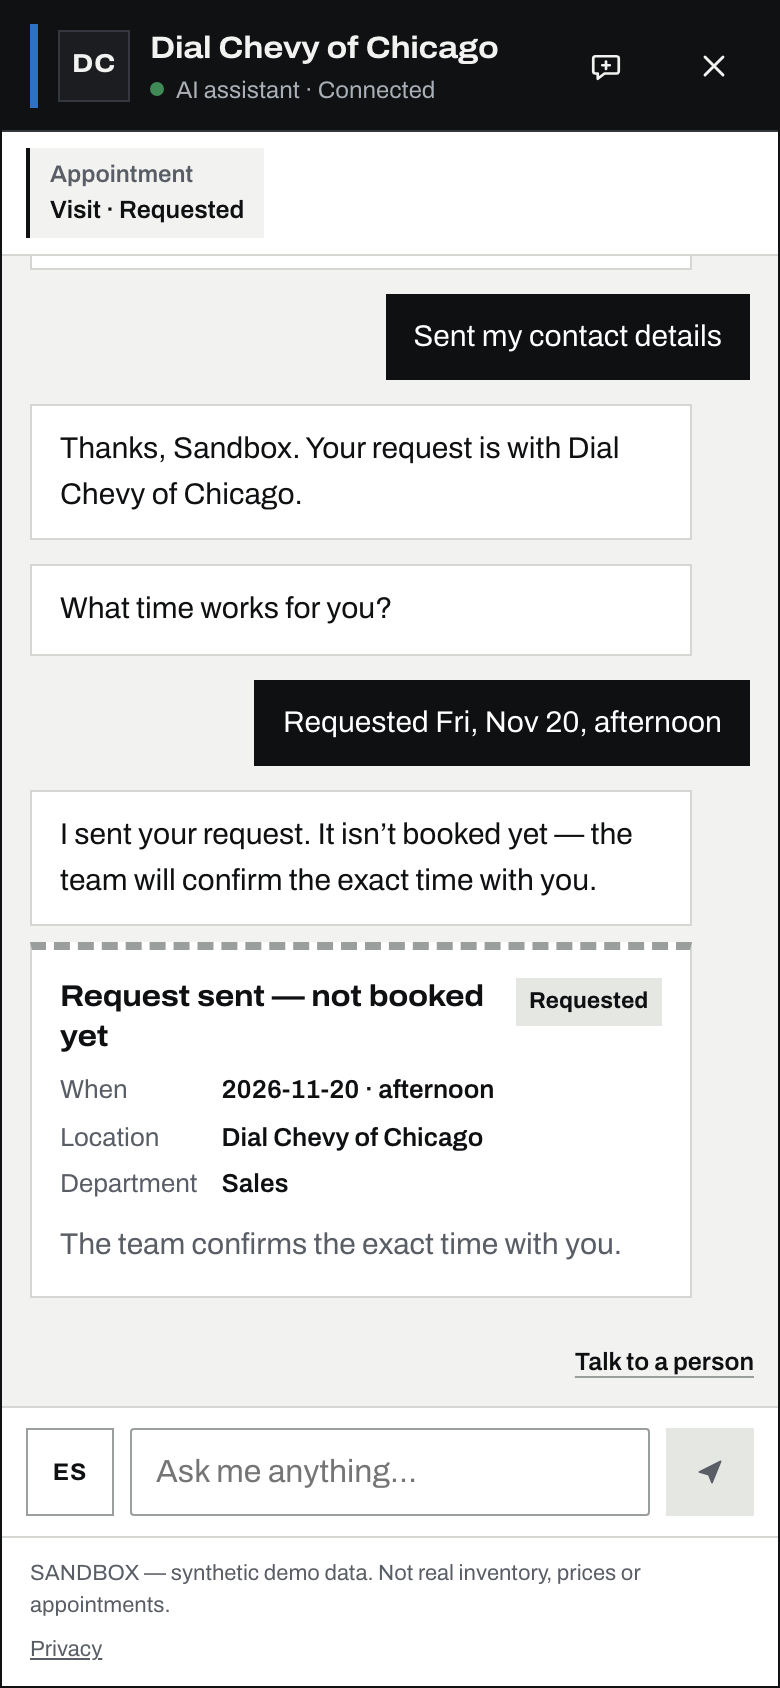 DC
Dial Chevy of Chicago
AI assistant · Connected
Appointment
Visit · Requested
Sent my contact details
Thanks, Sandbox. Your request is with Dial
Chevy of Chicago.
What time works for you?
Requested Fri, Nov 20, afternoon
I sent your request. It isn’t booked yet — the
team will confirm the exact time with you.
Request sent — not booked
yet
Requested
When 2026-11-20 · afternoon
Location Dial Chevy of Chicago
Department Sales
The team confirms the exact time with you.
Talk to a person
ES
Ask me anything...
SANDBOX — synthetic demo data. Not real inventory, prices or
appointments.
Privacy